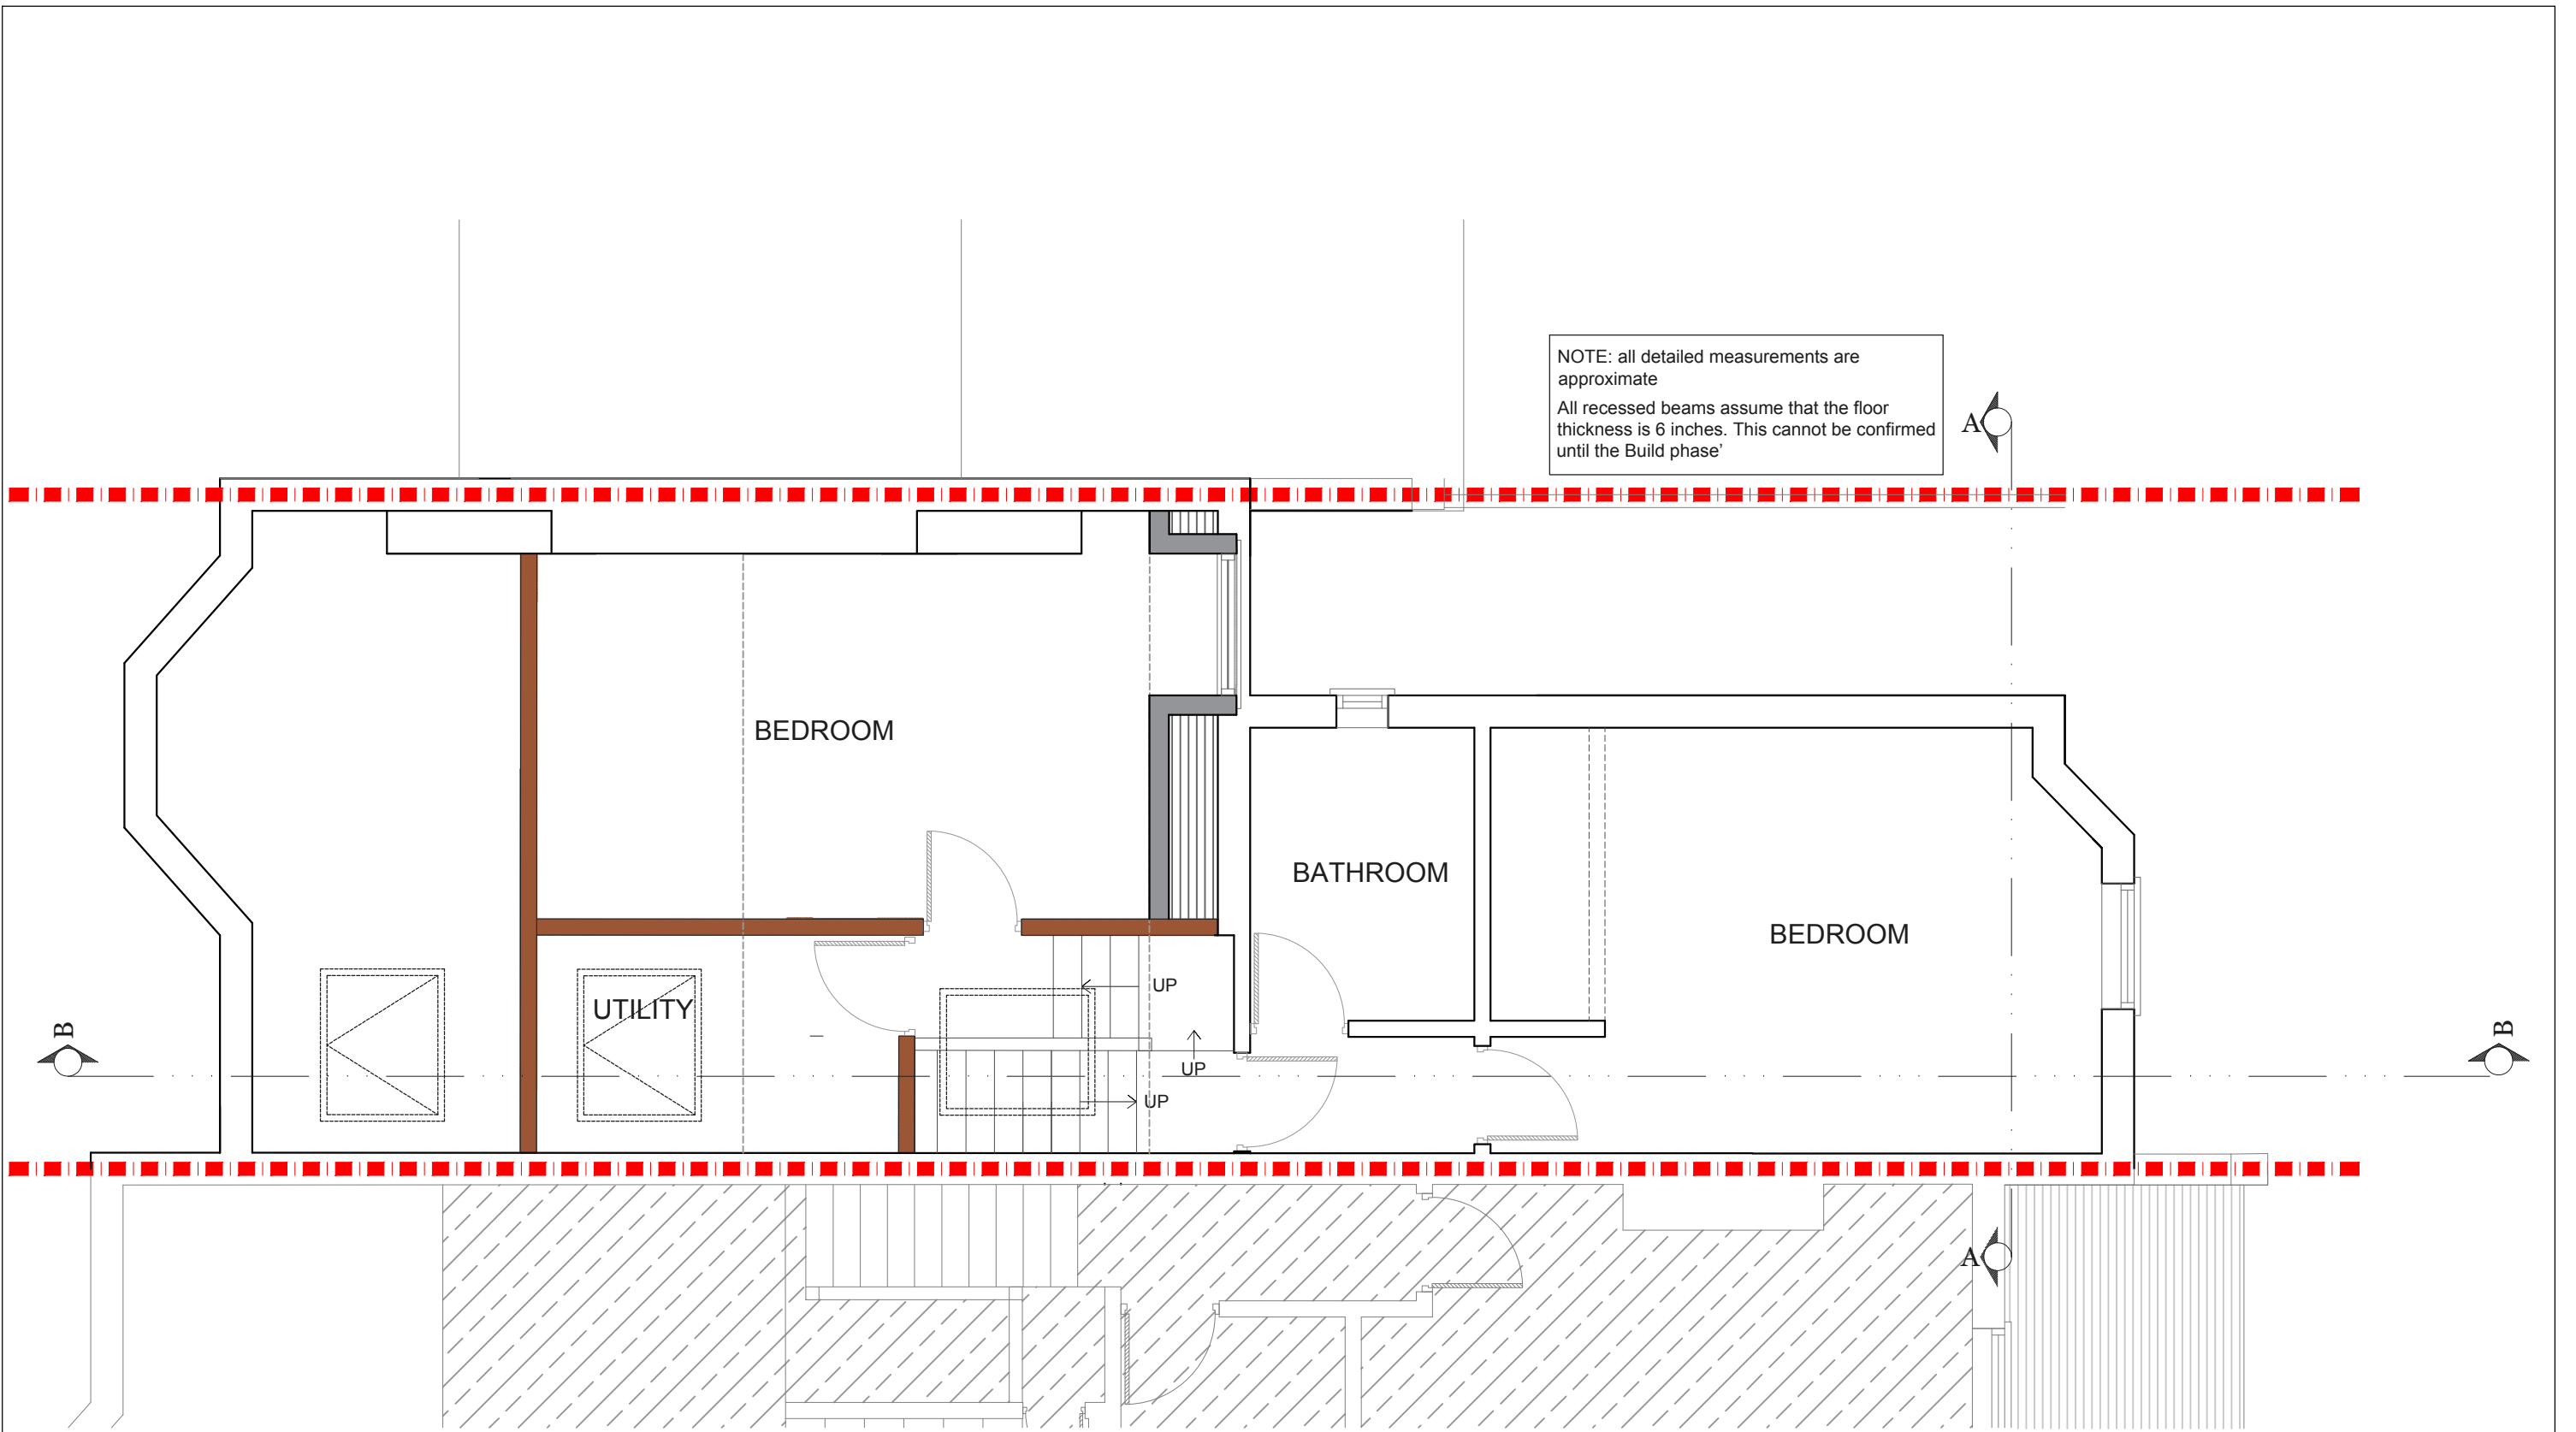 NOTE: all detailed measurements are
approximate
All recessed beams assume that the floor
thickness is 6 inches. This cannot be confirmed
until the Build phase'
A
BEDROOM
BATHROOM
BEDROOM
UTILITY
UP
UP
UP
B
B
A